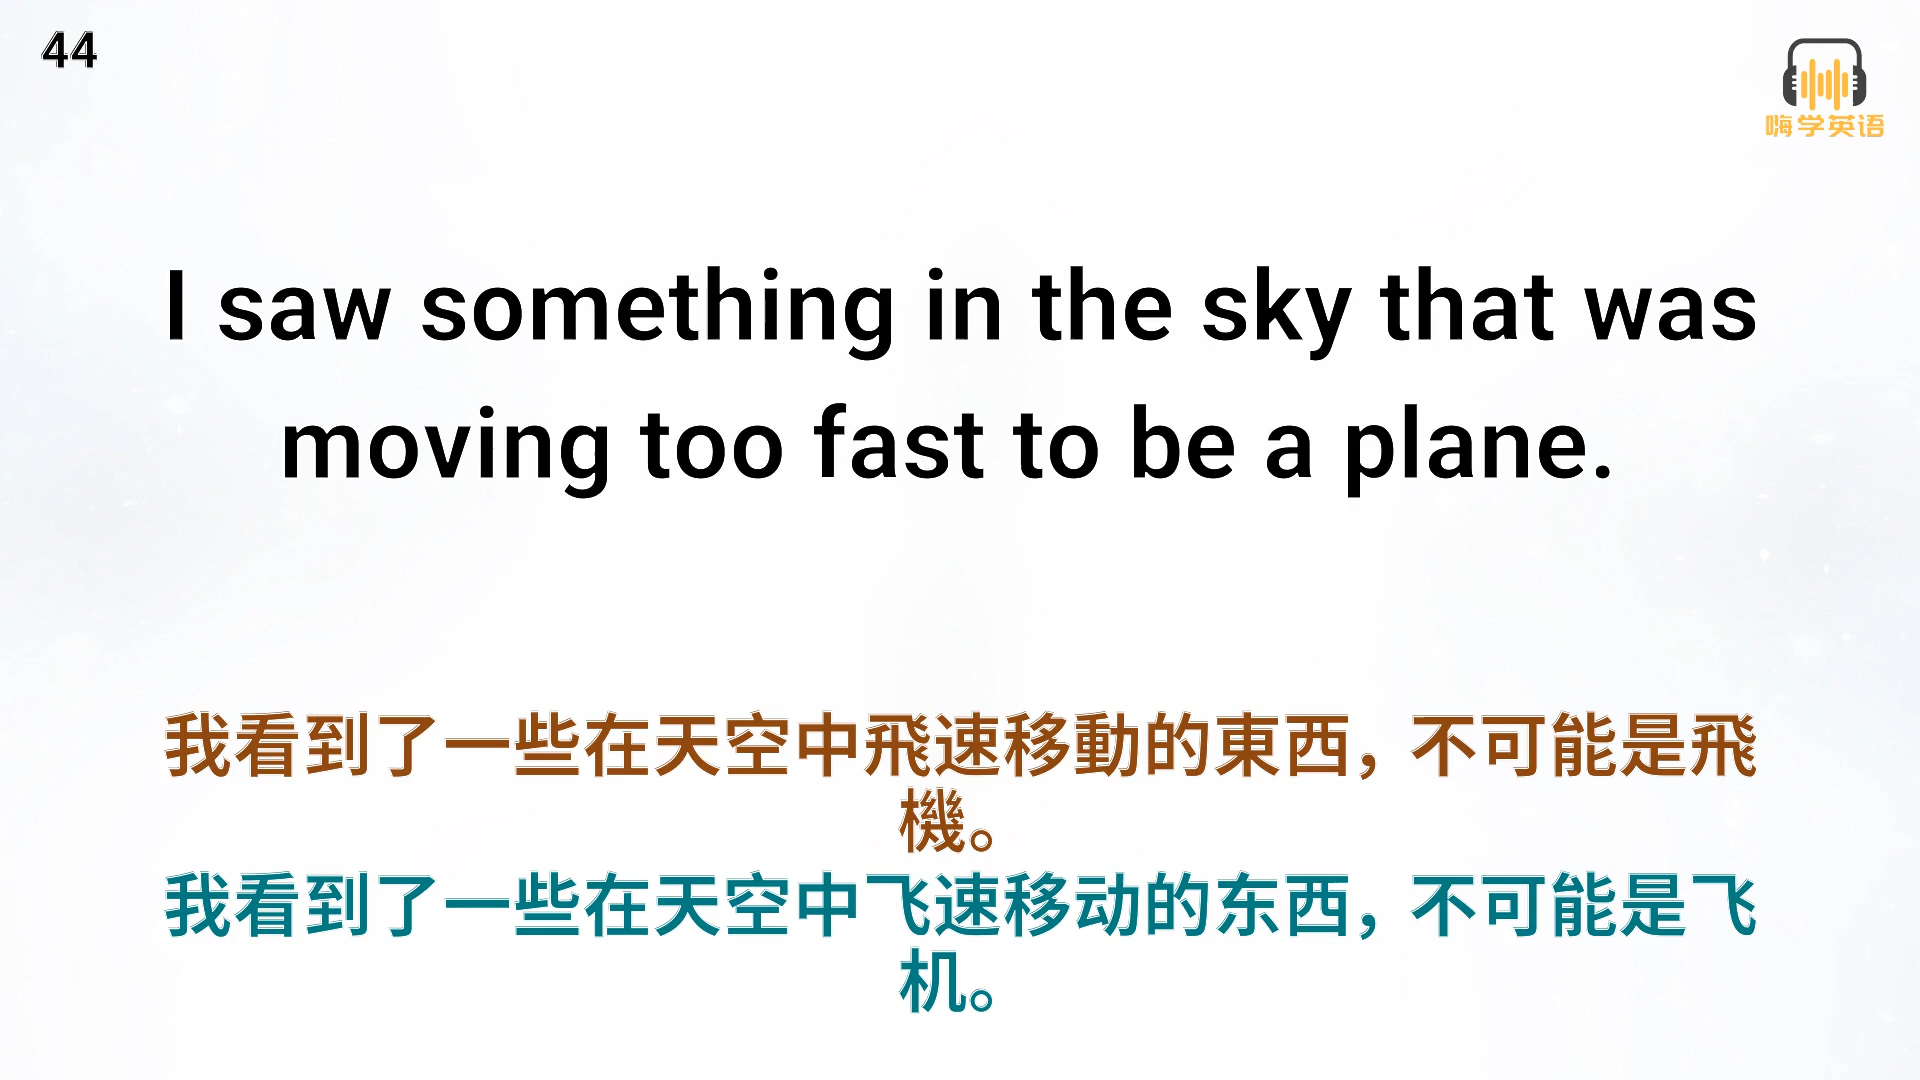 44
嗨学英语
I saw something in the sky that was
moving too fast to be a plane.
我看到了一些在天空中飛速移動的東西，不可能是飛
機。
我看到了一些在天空中飞速移动的东西，不可能是飞
机。